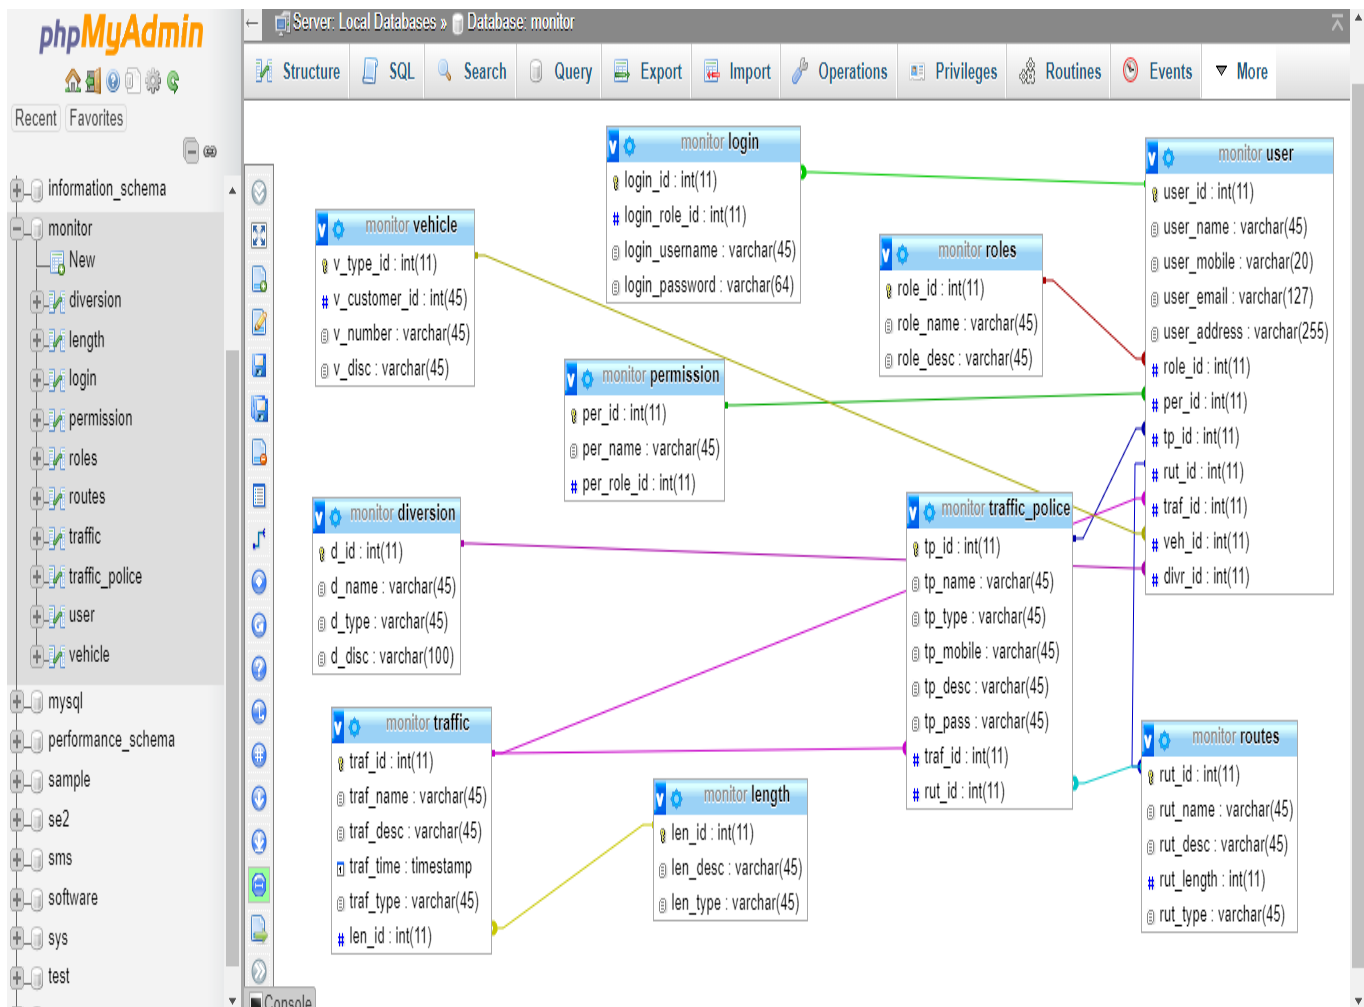 phpMyAdmin
Recent Favorites
information_schema
monitor
New
diversion
length
login
permission
roles
routes
traffic
traffic_police
user
vehicle
mysql
performance_schema
sample
se2
sms
software
sys
test
← Server: Local Databases » Database: monitor
Structure SQL Search Query Export Import Operations Privileges Routines Events ▼ More
monitor login
login_id : int(11)
# login_role_id : int(11)
login_username : varchar(45)
login_password : varchar(64)
monitor user
user_id : int(11)
user_name : varchar(45)
user_mobile : varchar(20)
user_email : varchar(127)
user_address : varchar(255)
# role_id : int(11)
# per_id : int(11)
# tp_id : int(11)
# rut_id : int(11)
# traf_id : int(11)
# veh_id : int(11)
# divr_id : int(11)
monitor vehicle
v_type_id : int(11)
# v_customer_id : int(45)
v_number : varchar(45)
v_disc : varchar(45)
monitor roles
role_id : int(11)
role_name : varchar(45)
role_desc : varchar(45)
monitor permission
per_id : int(11)
per_name : varchar(45)
# per_role_id : int(11)
monitor diversion
d_id : int(11)
d_name : varchar(45)
d_type : varchar(45)
d_disc : varchar(100)
monitor traffic_police
tp_id : int(11)
tp_name : varchar(45)
tp_type : varchar(45)
tp_mobile : varchar(45)
tp_desc : varchar(45)
tp_pass : varchar(45)
# traf_id : int(11)
# rut_id : int(11)
monitor traffic
traf_id : int(11)
traf_name : varchar(45)
traf_desc : varchar(45)
traf_time : timestamp
traf_type : varchar(45)
# len_id : int(11)
monitor length
len_id : int(11)
len_desc : varchar(45)
len_type : varchar(45)
monitor routes
rut_id : int(11)
rut_name : varchar(45)
rut_desc : varchar(45)
# rut_length : int(11)
rut_type : varchar(45)
Console